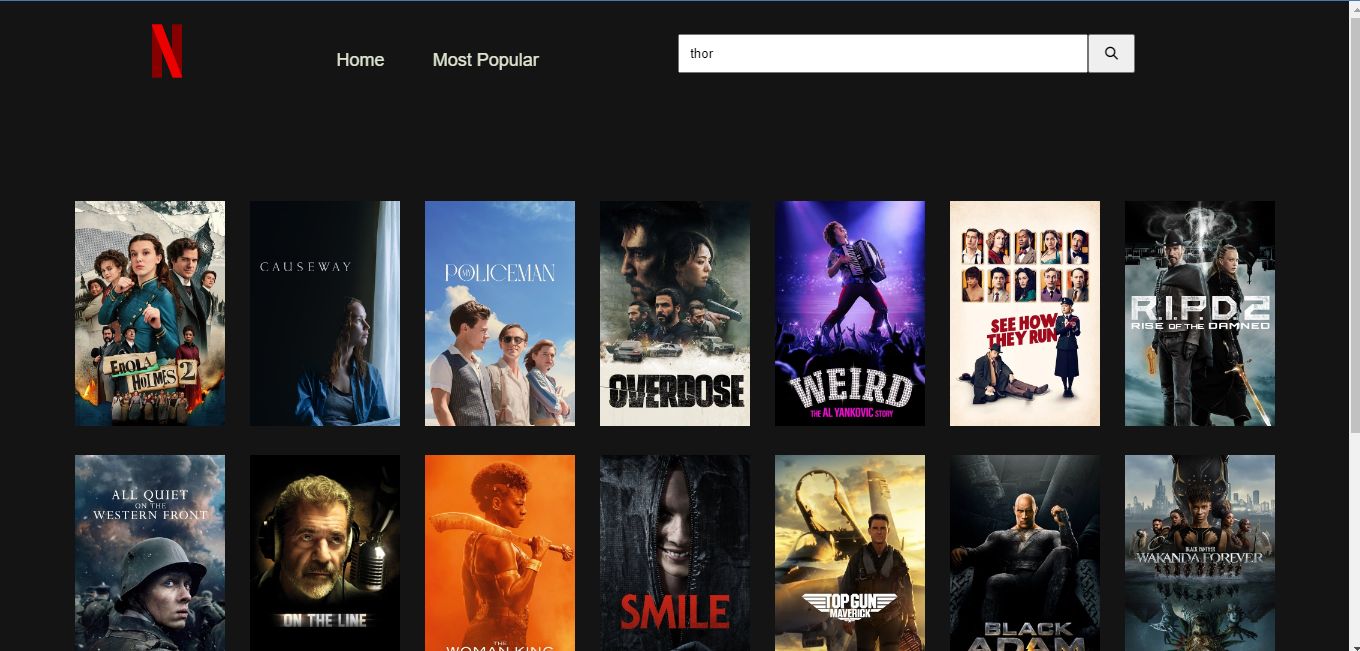 N
Home
Most Popular
thor
ENOLA
HOLMES 2
CAUSEWAY
MY
POLICEMAN
OVERDOSE
WEIRD
THE AL YANKOVIC STORY
SEE HOW
THEY RUN
R.I.P.D.2
RISE OF THE DAMNED
ALL QUIET
ON THE
WESTERN FRONT
ON THE LINE
THE
WOMAN KING
SMILE
TOP GUN
MAVERICK
BLACK
ADAM
BLACK PANTHER
WAKANDA FOREVER